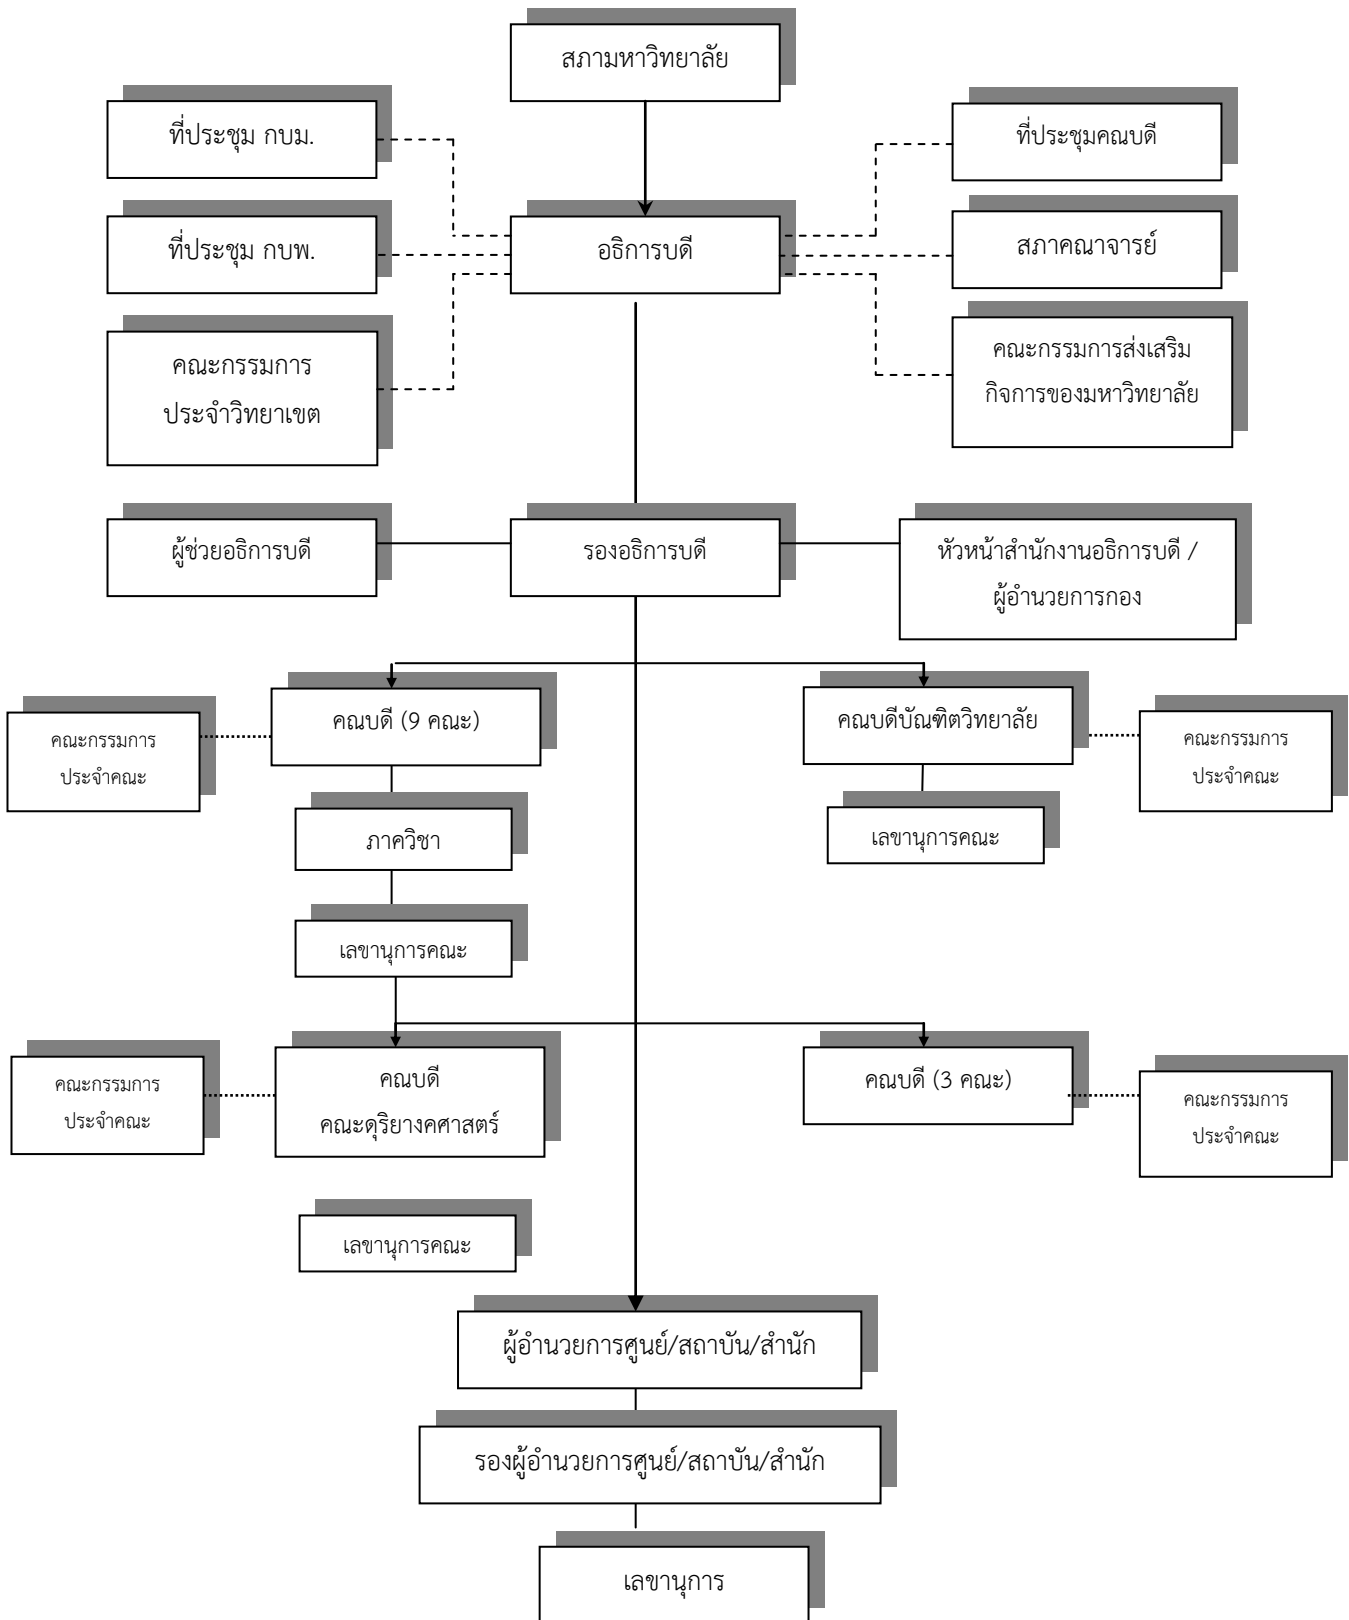 สภามหาวิทยาลัย
ที่ประชุม กบม.
ที่ประชุมคณบดี
ที่ประชุม กบพ.
อธิการบดี
สภาคณาจารย์
คณะกรรมการ
ประจำวิทยาเขต
คณะกรรมการส่งเสริม
กิจการของมหาวิทยาลัย
ผู้ช่วยอธิการบดี
รองอธิการบดี
หัวหน้าสำนักงานอธิการบดี /
ผู้อำนวยการกอง
คณะกรรมการ
ประจำคณะ
คณบดี (9 คณะ)
คณบดีบัณฑิตวิทยาลัย
คณะกรรมการ
ประจำคณะ
ภาควิชา
เลขานุการคณะ
เลขานุการคณะ
คณะกรรมการ
ประจำคณะ
คณบดี
คณะดุริยางคศาสตร์
คณบดี (3 คณะ)
คณะกรรมการ
ประจำคณะ
เลขานุการคณะ
ผู้อำนวยการศูนย์/สถาบัน/สำนัก
รองผู้อำนวยการศูนย์/สถาบัน/สำนัก
เลขานุการ